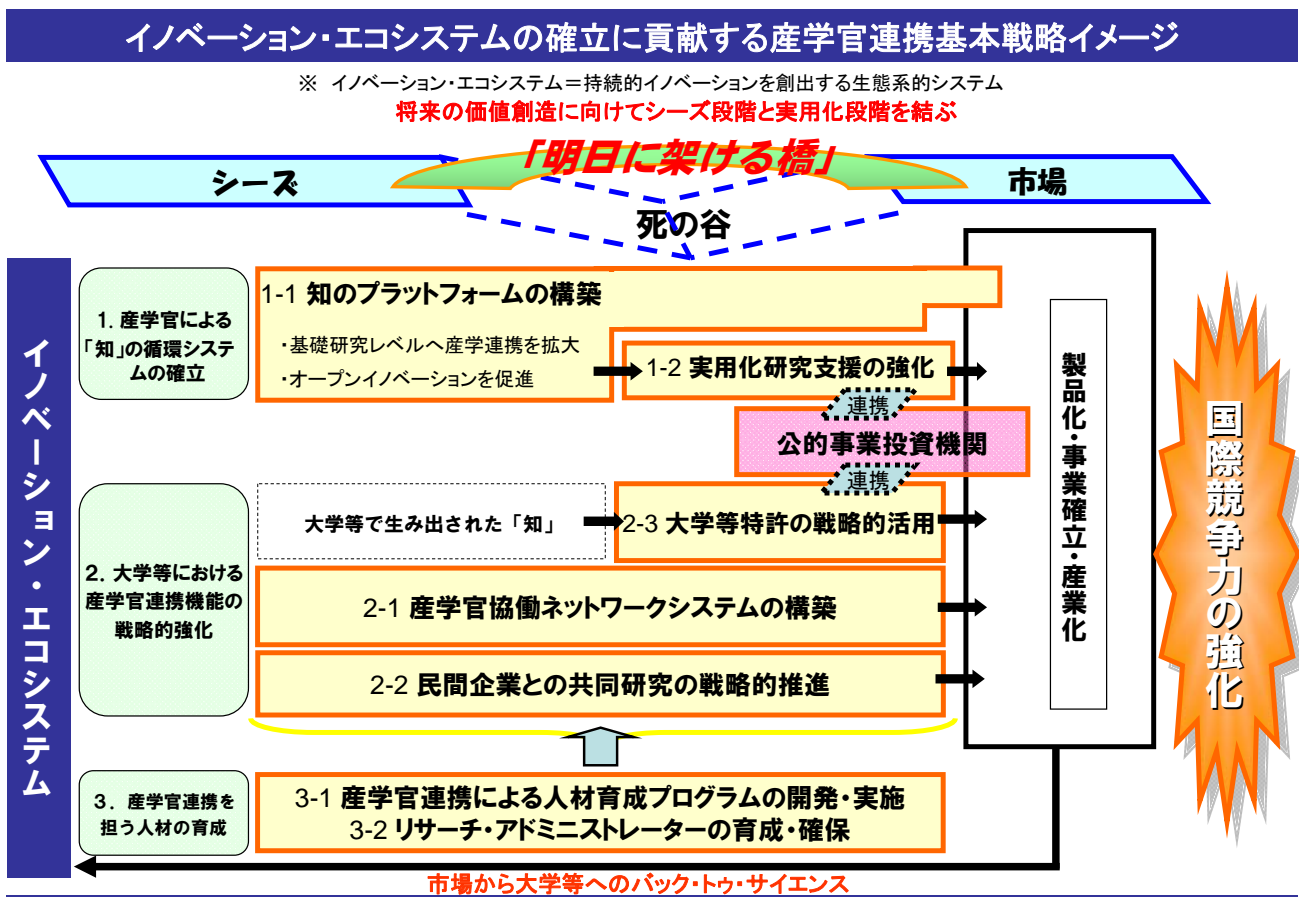 イノベーション・エコシステムの確立に貢献する産学官連携基本戦略イメージ
※ イノベーション・エコシステム＝持続的イノベーションを創出する生態系的システム
将来の価値創造に向けてシーズ段階と実用化段階を結ぶ
「明日に架ける橋」
シーズ
市場
死の谷
イノベーション・エコシステム
1. 産学官による
「知」の循環システ
ムの確立
1-1 知のプラットフォームの構築
・基礎研究レベルへ産学連携を拡大
・オープンイノベーションを促進
1-2 実用化研究支援の強化
連携
公的事業投資機関
連携
2. 大学等における
産学官連携機能の
戦略的強化
大学等で生み出された「知」
2-3 大学等特許の戦略的活用
2-1 産学官協働ネットワークシステムの構築
2-2 民間企業との共同研究の戦略的推進
3. 産学官連携を
担う人材の育成
3-1 産学官連携による人材育成プログラムの開発・実施
3-2 リサーチ・アドミニストレーターの育成・確保
製品化・事業確立・産業化
国際競争力の強化
市場から大学等へのバック・トゥ・サイエンス